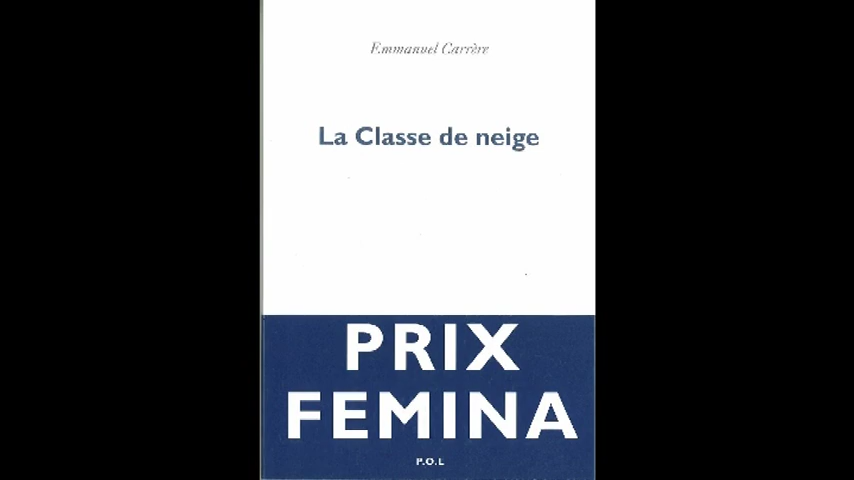 Emmanuel Carrère
La Classe de neige
PRIX
FEMINA
P.O.L